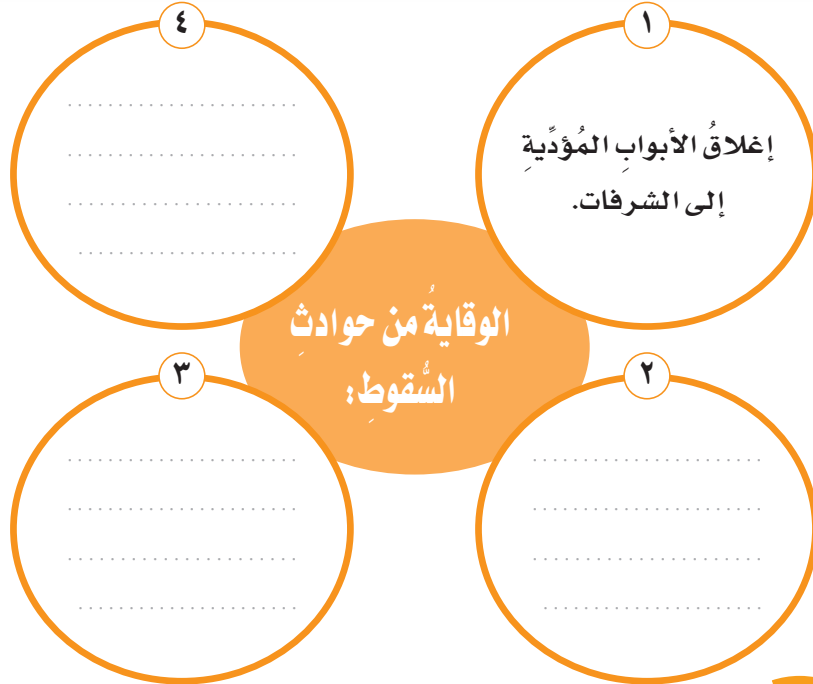 ١
إغلاقُ الأبوابِ المُؤدِّيةِ
إلى الشرفات.
٤
الوقايةُ من حوادثِ
السُّقوطِ:
٢
٣